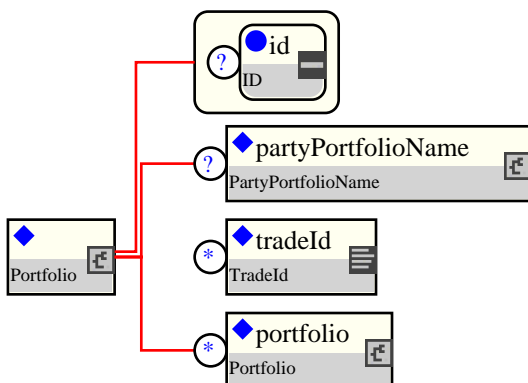 ?
id
ID
?
partyPortfolioName
PartyPortfolioName
Portfolio
*
tradeId
TradeId
*
portfolio
Portfolio